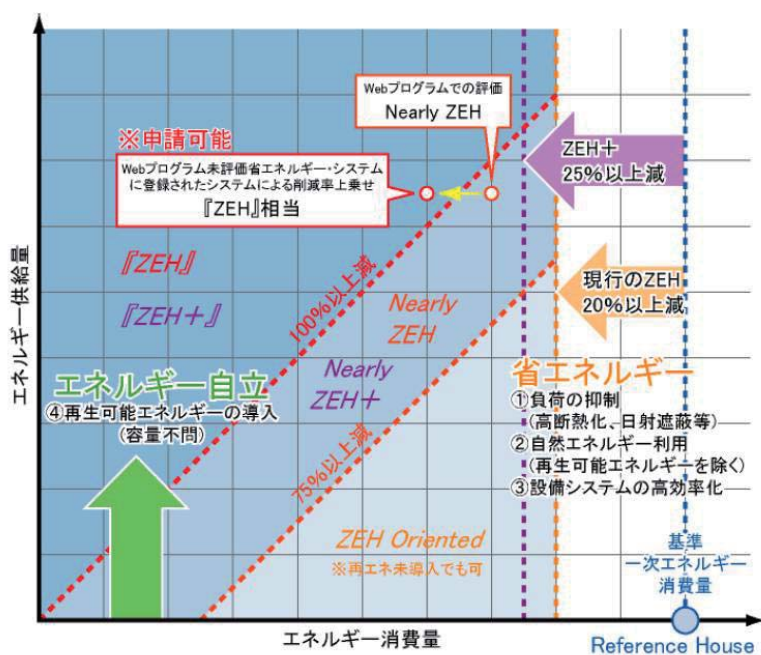 エネルギー供給量
Webプログラムでの評価
Nearly ZEH
※申請可能
Webプログラム未評価省エネルギー・システム
に登録されたシステムによる削減率上乗せ
『ZEH』相当
ZEH＋
25%以上減
『ZEH』
『ZEH＋』
100%以上減
Nearly
ZEH
Nearly
ZEH＋
現行のZEH
20%以上減
エネルギー自立
④再生可能エネルギーの導入
(容量不問)
75%以上減
省エネルギー
①負荷の抑制
(高断熱化、日射遮蔽等)
②自然エネルギー利用
(再生可能エネルギーを除く)
③設備システムの高効率化
ZEH Oriented
※再エネ未導入でも可
基準
一次エネルギー
消費量
エネルギー消費量
Reference House